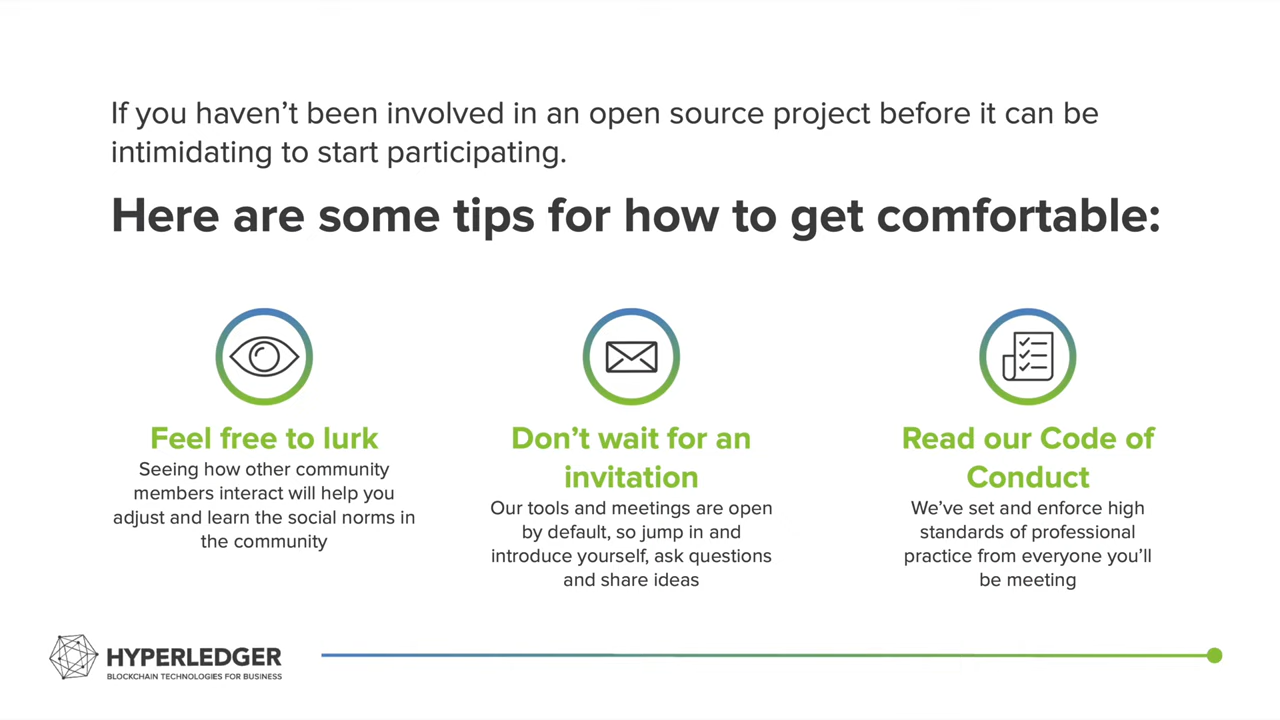 If you haven’t been involved in an open source project before it can be
intimidating to start participating.
Here are some tips for how to get comfortable:
Feel free to lurk
Seeing how other community
members interact will help you
adjust and learn the social norms in
the community
Don’t wait for an
invitation
Our tools and meetings are open
by default, so jump in and
introduce yourself, ask questions
and share ideas
Read our Code of
Conduct
We’ve set and enforce high
standards of professional
practice from everyone you’ll
be meeting
HYPERLEDGER
BLOCKCHAIN TECHNOLOGIES FOR BUSINESS